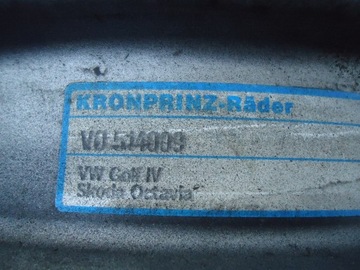 KRONPRINZ-Räder
VO 514009
VW Golf IV
Skoda Octavia